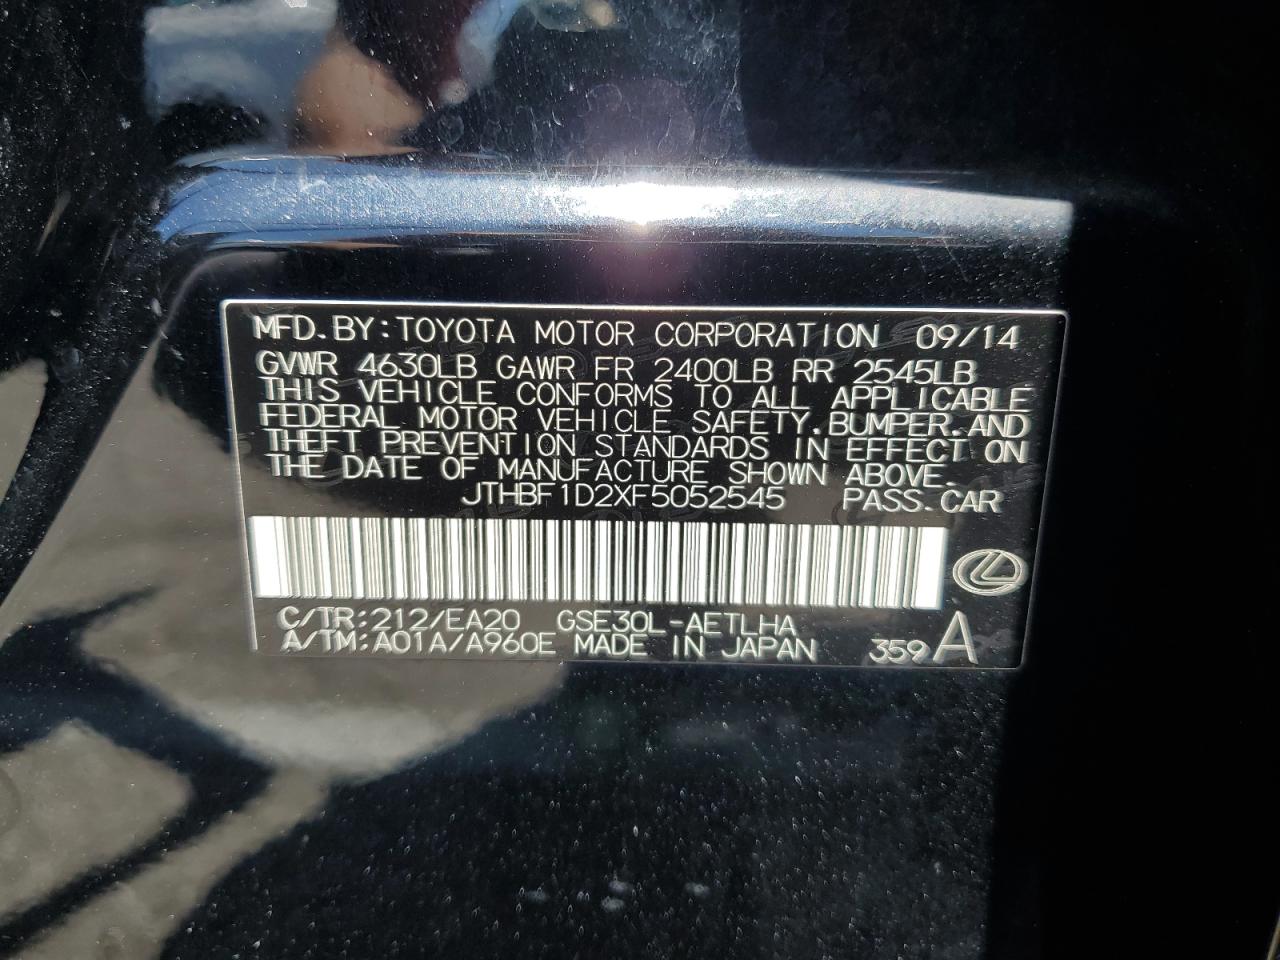 MFD.BY:TOYOTA MOTOR CORPORATION 09/14
GVWR 4630LB GAWR FR 2400LB RR 2545LB
THIS VEHICLE CONFORMS TO ALL APPLICABLE
FEDERAL MOTOR VEHICLE SAFETY,BUMPER,AND
THEFT PREVENTION STANDARDS IN EFFECT ON
THE DATE OF MANUFACTURE SHOWN ABOVE.
JTHBF1D2XF5052545 PASS.CAR
C/TR:212/EA20 GSE30L-AETLHA
A/TM:A01A/A960E MADE IN JAPAN 359A